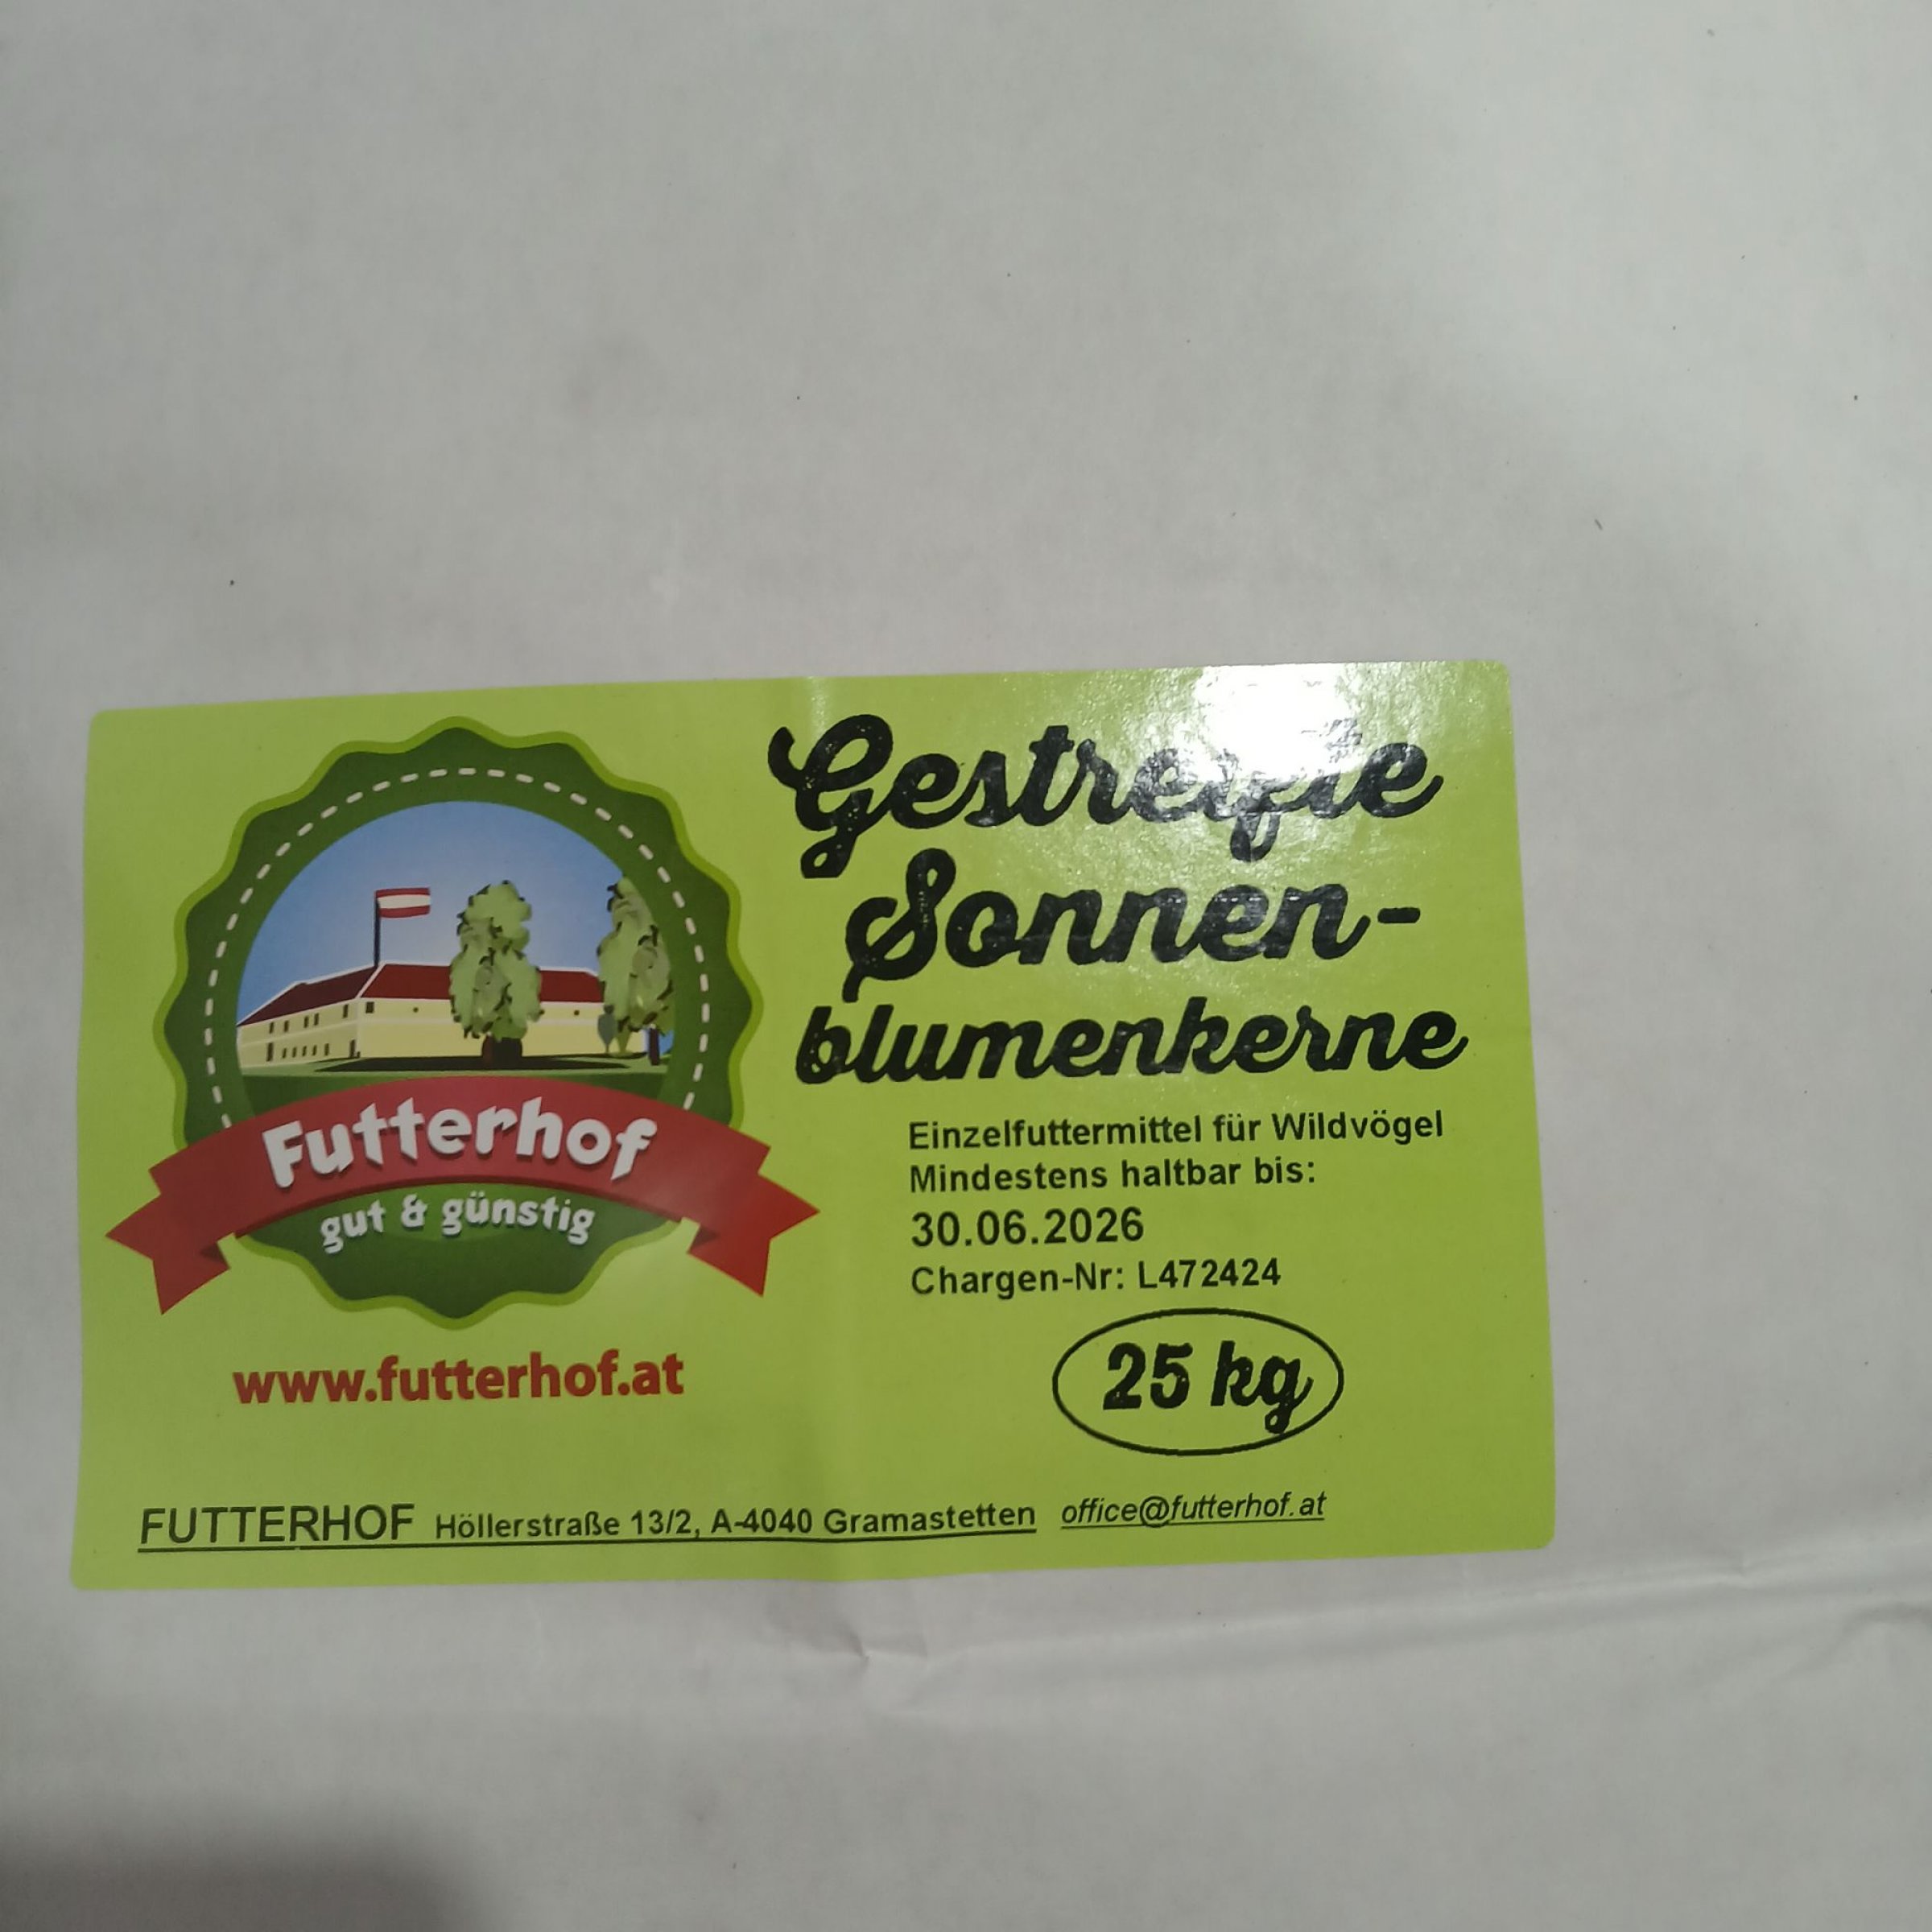 Gestreifte
Sonnen-
blumenkerne
Futterhof
gut & günstig
www.futterhof.at
Einzelfuttermittel für Wildvögel
Mindestens haltbar bis:
30.06.2026
Chargen-Nr: L472424
25 kg
FUTTERHOF Höllerstraße 13/2, A-4040 Gramastetten office@futterhof.at